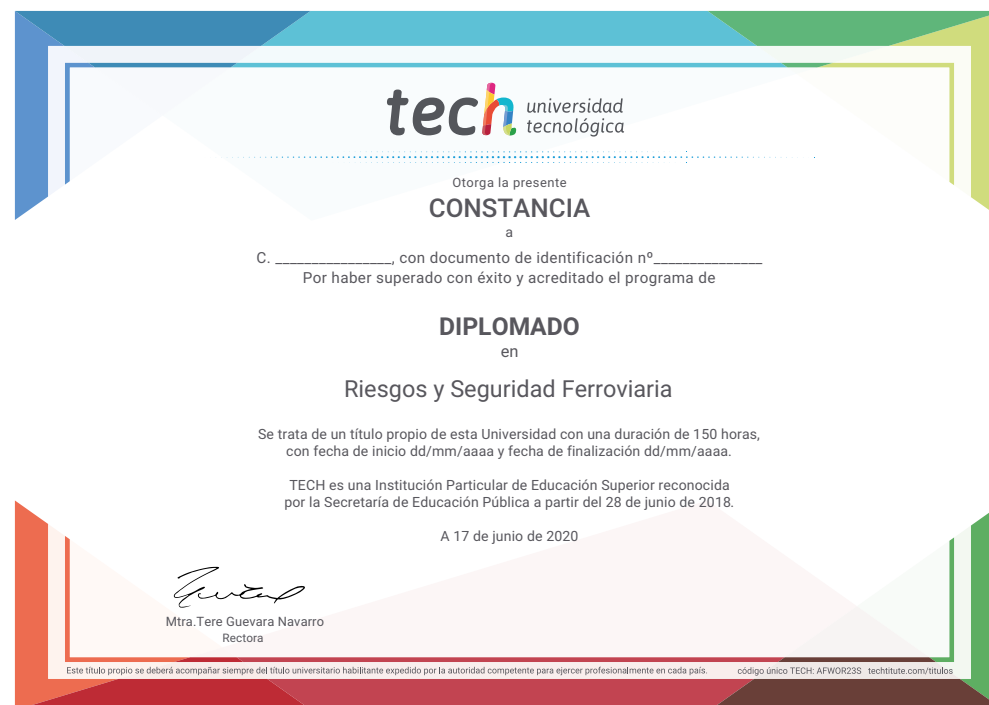 tech universidad
tecnológica
Otorga la presente
CONSTANCIA
a
C. ________________, con documento de identificación nº_______________
Por haber superado con éxito y acreditado el programa de
DIPLOMADO
en
Riesgos y Seguridad Ferroviaria
Se trata de un título propio de esta Universidad con una duración de 150 horas,
con fecha de inicio dd/mm/aaaa y fecha de finalización dd/mm/aaaa.
TECH es una Institución Particular de Educación Superior reconocida
por la Secretaría de Educación Pública a partir del 28 de junio de 2018.
A 17 de junio de 2020
Mtra.Tere Guevara Navarro
Rectora
Este título propio se deberá acompañar siempre del título universitario habilitante expedido por la autoridad competente para ejercer profesionalmente en cada país. código único TECH: AFWOR23S techtitute.com/titulos